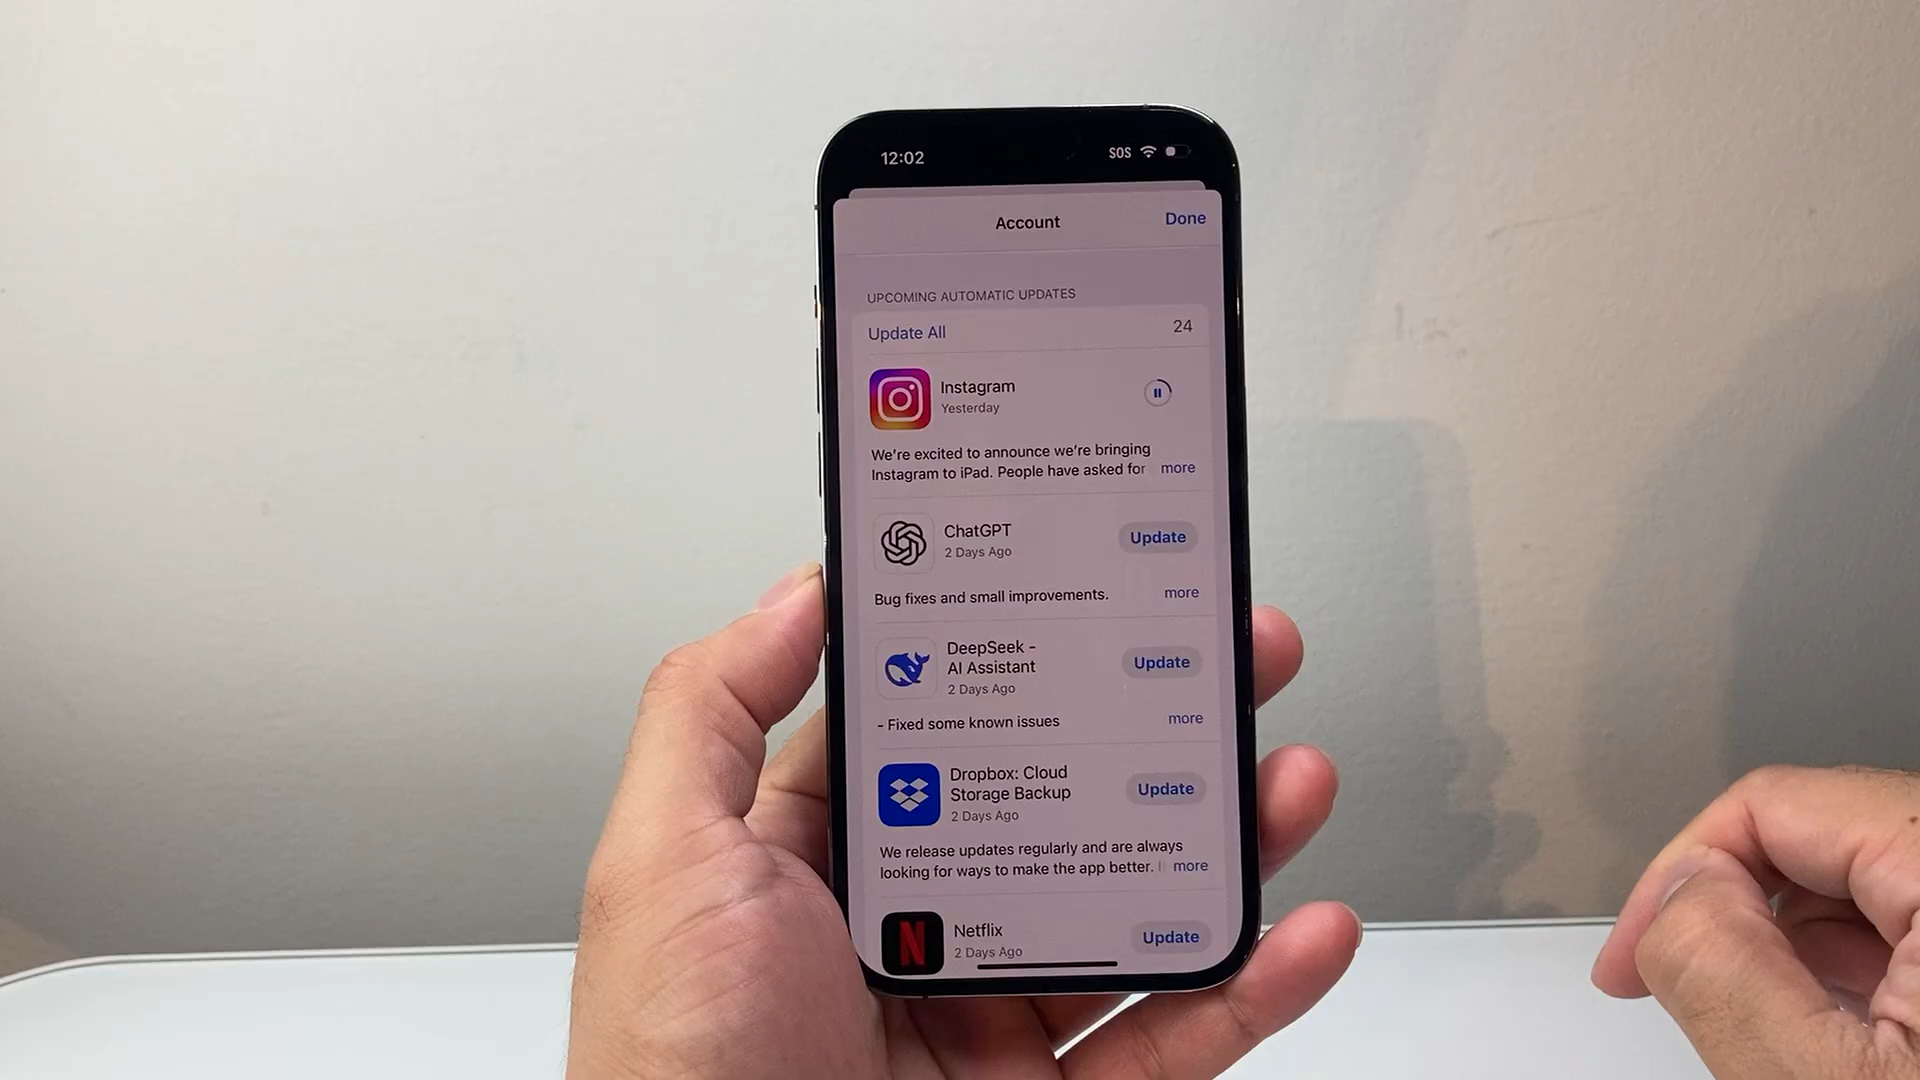 12:02
SOS
Account
Done
UPCOMING AUTOMATIC UPDATES
Update All
24
Instagram
Yesterday
We're excited to announce we're bringing
Instagram to iPad. People have asked for more
ChatGPT
2 Days Ago
Update
Bug fixes and small improvements. more
DeepSeek -
AI Assistant
2 Days Ago
Update
- Fixed some known issues more
Dropbox: Cloud
Storage Backup
2 Days Ago
Update
We release updates regularly and are always
looking for ways to make the app better. more
Netflix
2 Days Ago
Update